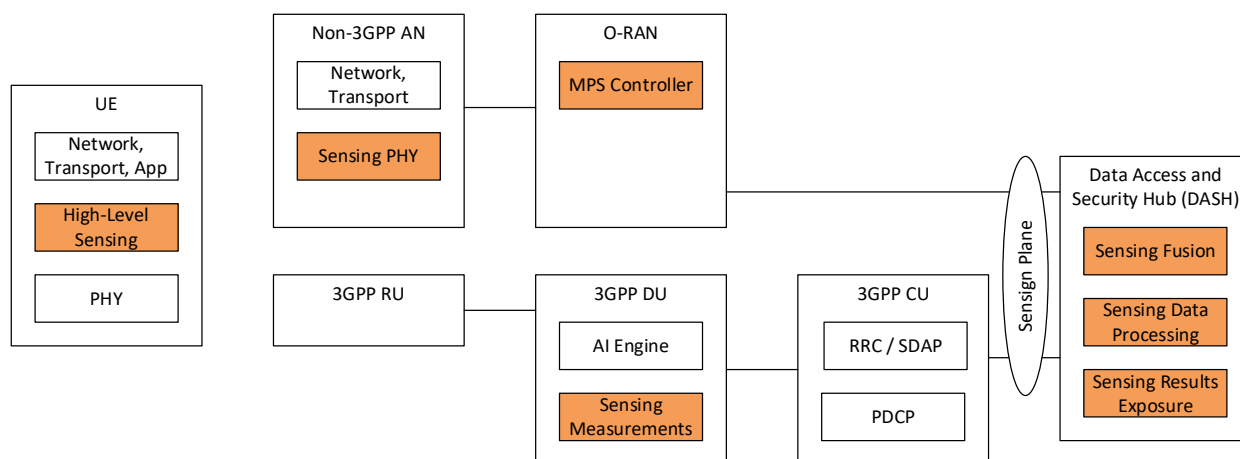 UE
Network,
Transport, App
High-Level
Sensing
PHY
Non-3GPP AN
Network,
Transport
Sensing PHY
O-RAN
MPS Controller
3GPP RU
3GPP DU
AI Engine
Sensing
Measurements
3GPP CU
RRC / SDAP
PDCP
Sensign Plane
Data Access and
Security Hub (DASH)
Sensing Fusion
Sensing Data
Processing
Sensing Results
Exposure